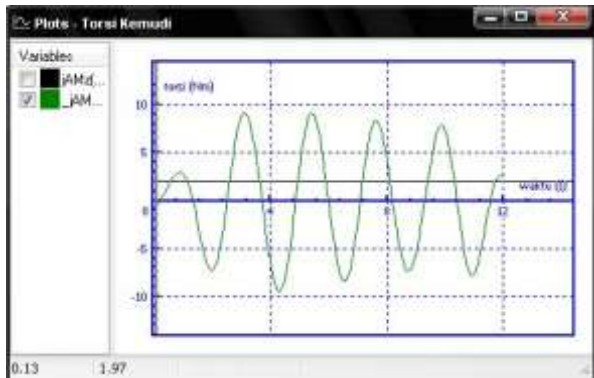 Plots - Torsi Kemudi
Variables
jAM:d...
_jAM...
torsi (Nm)
10
5
waktu (t)
0
4
8
12
-5
-10
0.13 1.97